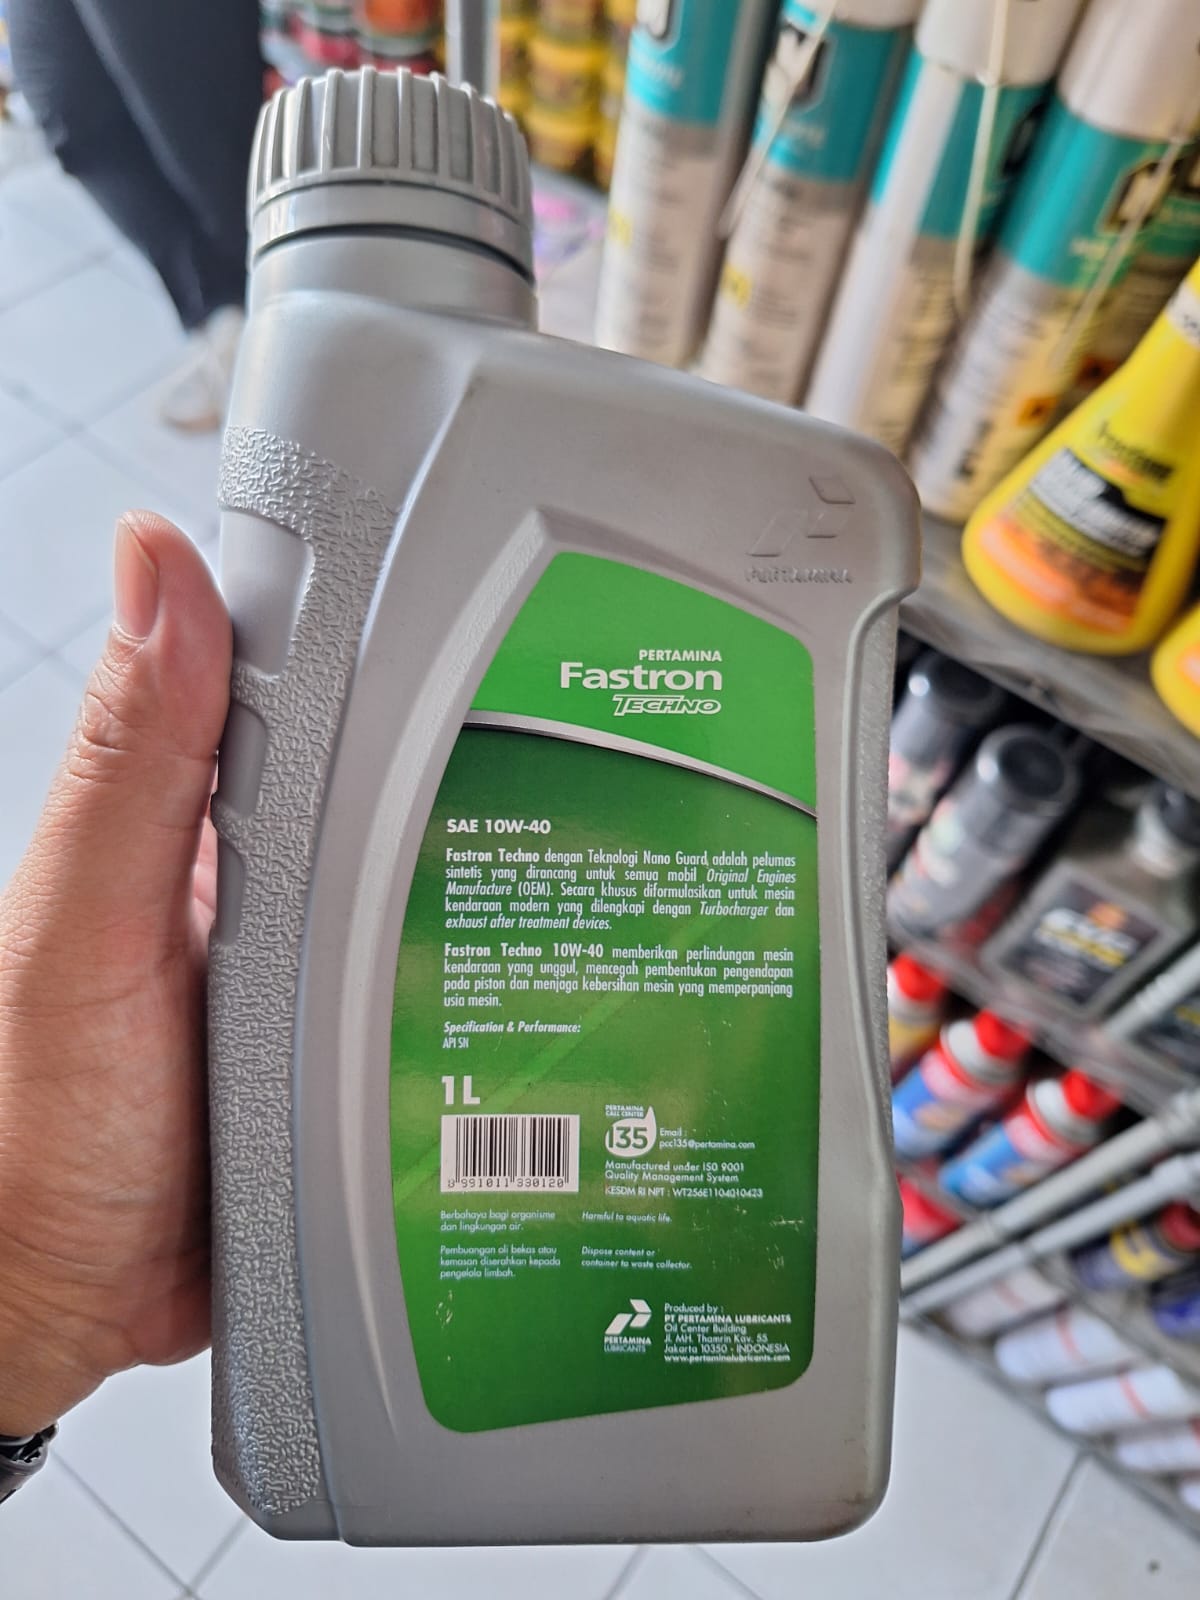 PERTAMINA
PERTAMINA
Fastron
TECHNO
SAE 10W-40
Fastron Techno dengan Teknologi Nano Guard, adalah pelumas
sintetis yang dirancang untuk semua mobil Original Engines
Manufacture (OEM). Secara khusus diformulasikan untuk mesin
kendaraan modern yang dilengkapi dengan Turbocharger dan
exhaust after treatment devices.
Fastron Techno 10W-40 memberikan perlindungan mesin
kendaraan yang unggul, mencegah pembentukan pengendapan
pada piston dan menjaga kebersihan mesin yang memperpanjang
usia mesin.
Specification & Performance:
API SN
1L
8 991011 330120
PERTAMINA
CALL CENTER
135
Email :
pcc135@pertamina.com
Manufactured under ISO 9001
Quality Management System
KESDM RI NPT : WT256E1104010423
Berbahaya bagi organisme
dan lingkungan air.
Harmful to aquatic life.
Pembuangan oli bekas atau
kemasan diserahkan kepada
pengelola limbah.
Dispose content or
container to waste collector.
PERTAMINA
LUBRICANTS
Produced by :
PT PERTAMINA LUBRICANTS
Oil Center Building
Jl. MH. Thamrin Kav. 55
Jakarta 10350 - INDONESIA
www.pertaminalubricants.com